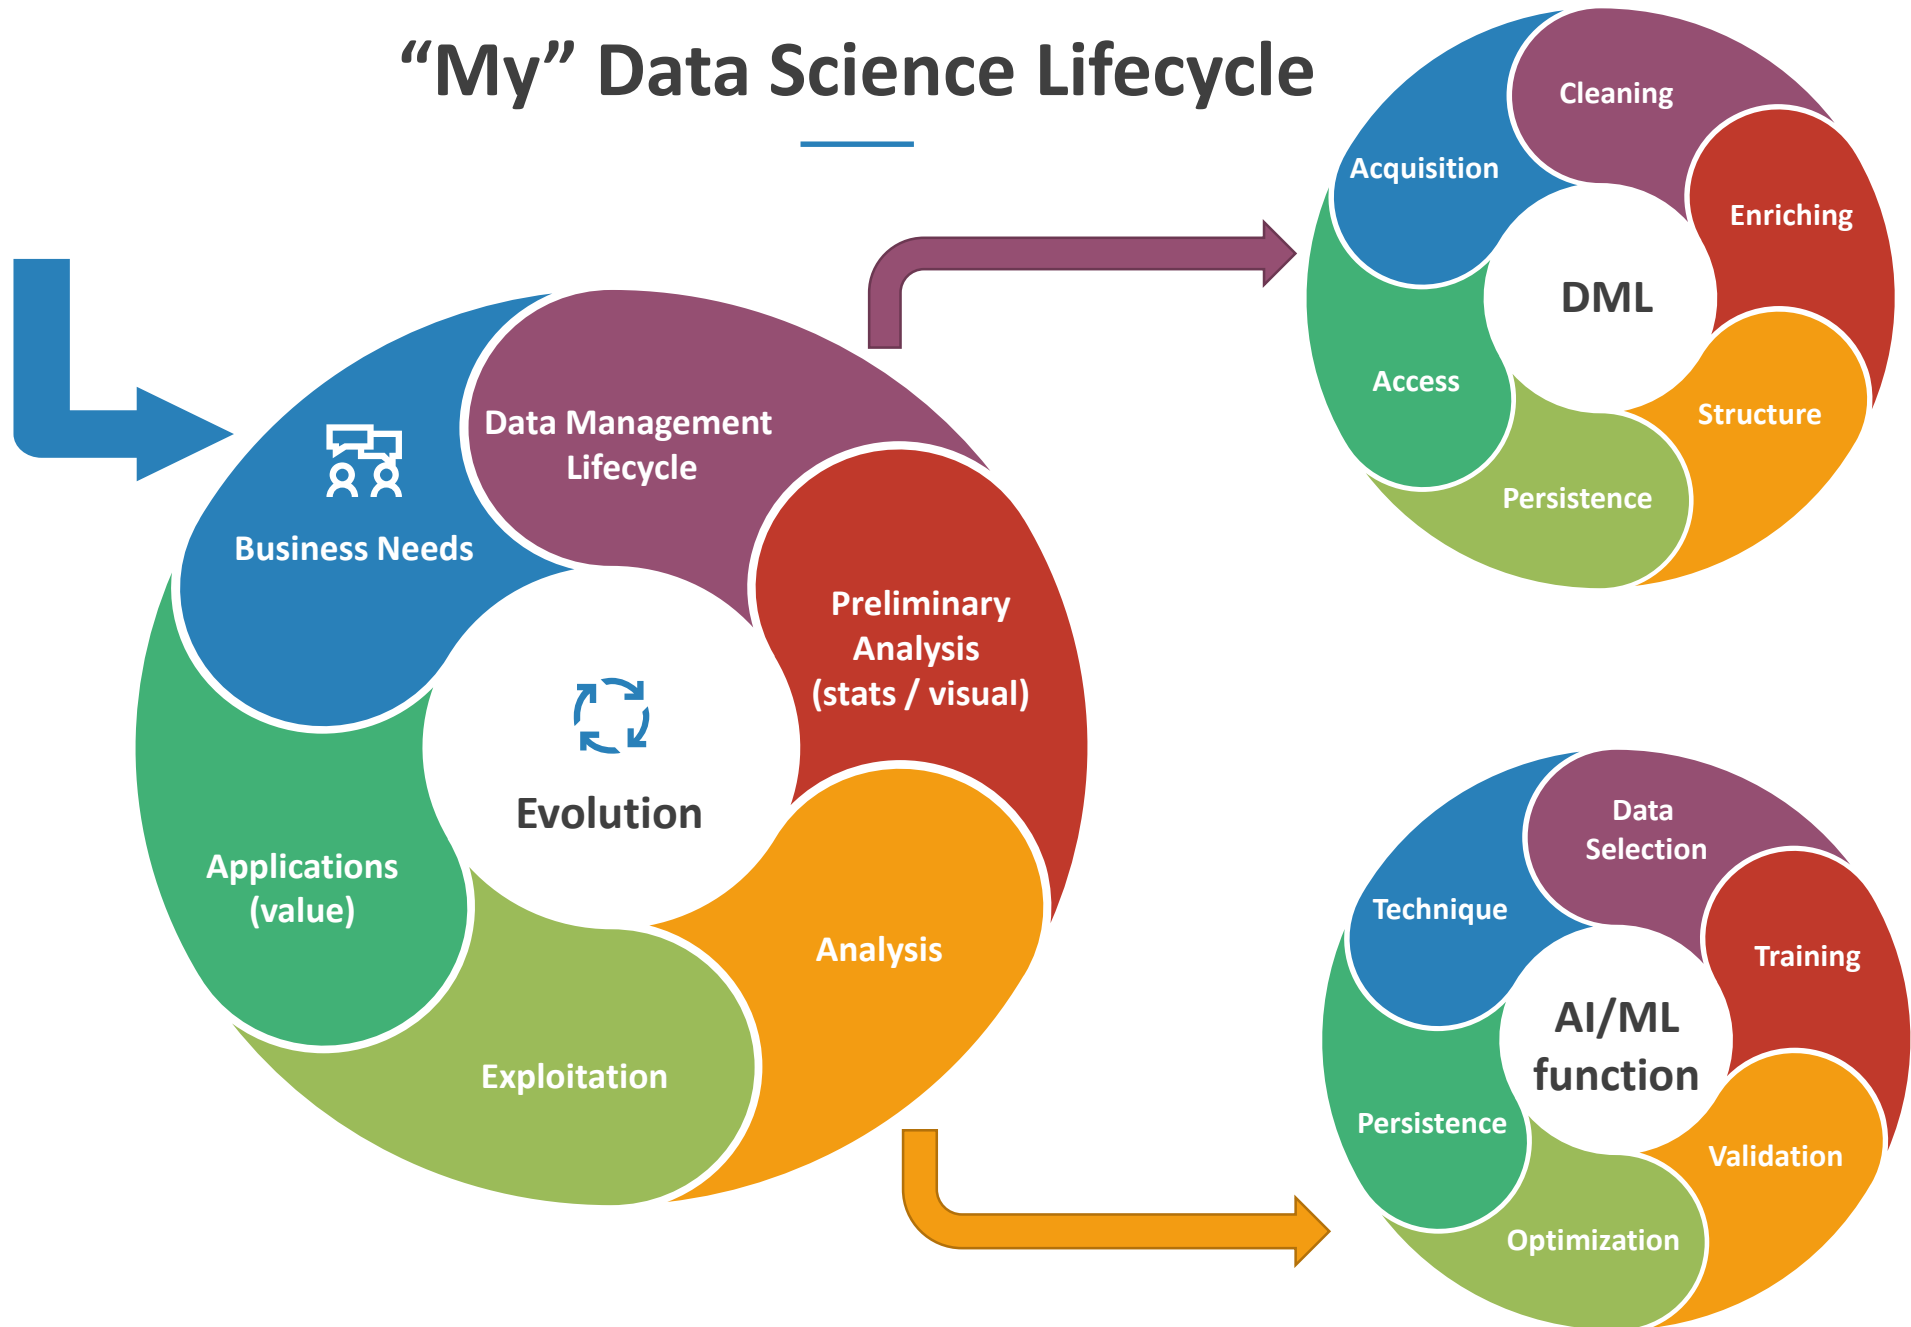 “My” Data Science Lifecycle
Business Needs
Data Management
Lifecycle
Preliminary
Analysis
(stats / visual)
Analysis
Exploitation
Applications
(value)
Evolution
Acquisition
Cleaning
Enriching
Structure
Persistence
Access
DML
Technique
Data
Selection
Training
Validation
Optimization
Persistence
AI/ML
function